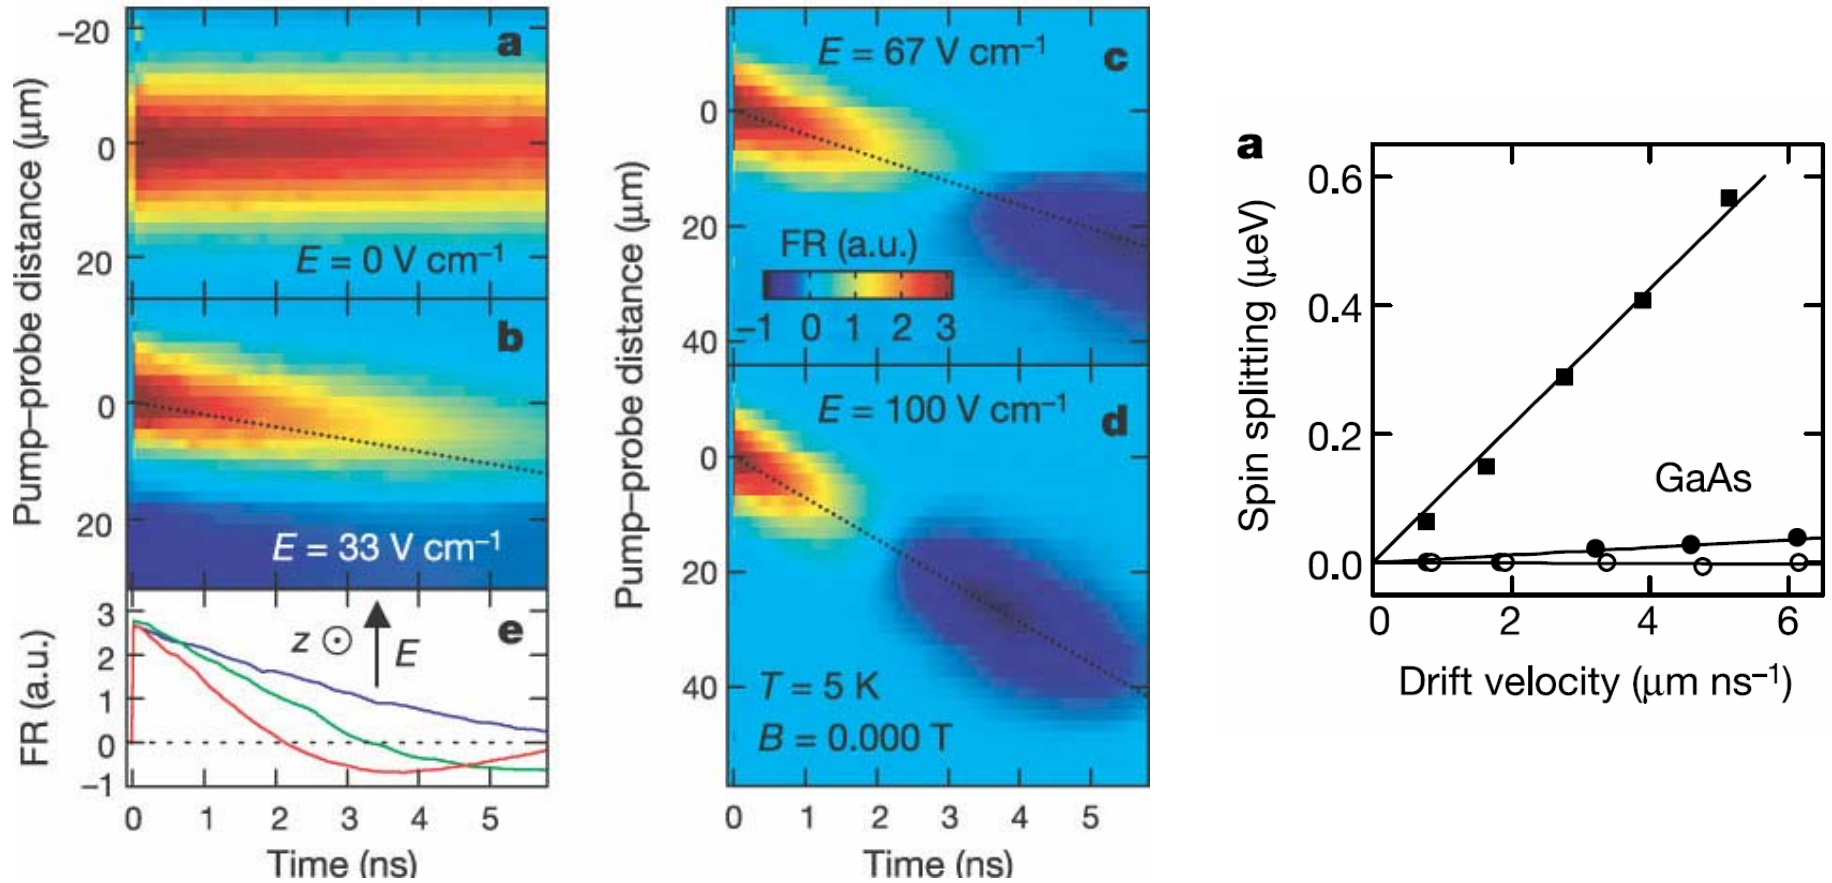 a
−20
0
20
Pump–probe distance (μm)
E = 0 V cm⁻¹
b
0
20
E = 33 V cm⁻¹
e
3
2
1
0
−1
FR (a.u.)
z
E
0 1 2 3 4 5
Time (ns)
E = 67 V cm⁻¹
c
0
20
40
Pump–probe distance (μm)
FR (a.u.)
−1 0 1 2 3
E = 100 V cm⁻¹
d
0
20
40
T = 5 K
B = 0.000 T
0 1 2 3 4 5
Time (ns)
a
0.6
0.4
0.2
0.0
Spin splitting (μeV)
GaAs
0 2 4 6
Drift velocity (μm ns⁻¹)